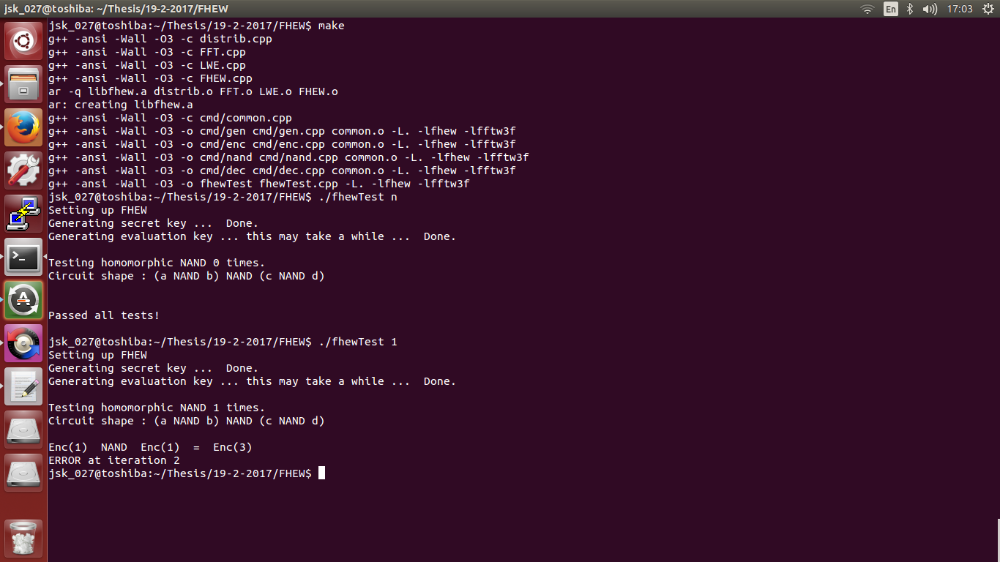 jsk_027@toshiba: ~/Thesis/19-2-2017/FHEW
En
17:03
jsk_027@toshiba:~/Thesis/19-2-2017/FHEW$ make
g++ -ansi -Wall -O3 -c distrib.cpp
g++ -ansi -Wall -O3 -c FFT.cpp
g++ -ansi -Wall -O3 -c LWE.cpp
g++ -ansi -Wall -O3 -c FHEW.cpp
ar -q libfhew.a distrib.o FFT.o LWE.o FHEW.o
ar: creating libfhew.a
g++ -ansi -Wall -O3 -c cmd/common.cpp
g++ -ansi -Wall -O3 -o cmd/gen cmd/gen.cpp common.o -L. -lfhew -lfftw3f
g++ -ansi -Wall -O3 -o cmd/enc cmd/enc.cpp common.o -L. -lfhew -lfftw3f
g++ -ansi -Wall -O3 -o cmd/nand cmd/nand.cpp common.o -L. -lfhew -lfftw3f
g++ -ansi -Wall -O3 -o cmd/dec cmd/dec.cpp common.o -L. -lfhew -lfftw3f
g++ -ansi -Wall -O3 -o fhewTest fhewTest.cpp -L. -lfhew -lfftw3f
jsk_027@toshiba:~/Thesis/19-2-2017/FHEW$ ./fhewTest n
Setting up FHEW
Generating secret key ...  Done.
Generating evaluation key ... this may take a while ...  Done.
Testing homomorphic NAND 0 times.
Circuit shape : (a NAND b) NAND (c NAND d)
Passed all tests!
jsk_027@toshiba:~/Thesis/19-2-2017/FHEW$ ./fhewTest 1
Setting up FHEW
Generating secret key ...  Done.
Generating evaluation key ... this may take a while ...  Done.
Testing homomorphic NAND 1 times.
Circuit shape : (a NAND b) NAND (c NAND d)
Enc(1)  NAND  Enc(1)  =  Enc(3)
ERROR at iteration 2
jsk_027@toshiba:~/Thesis/19-2-2017/FHEW$